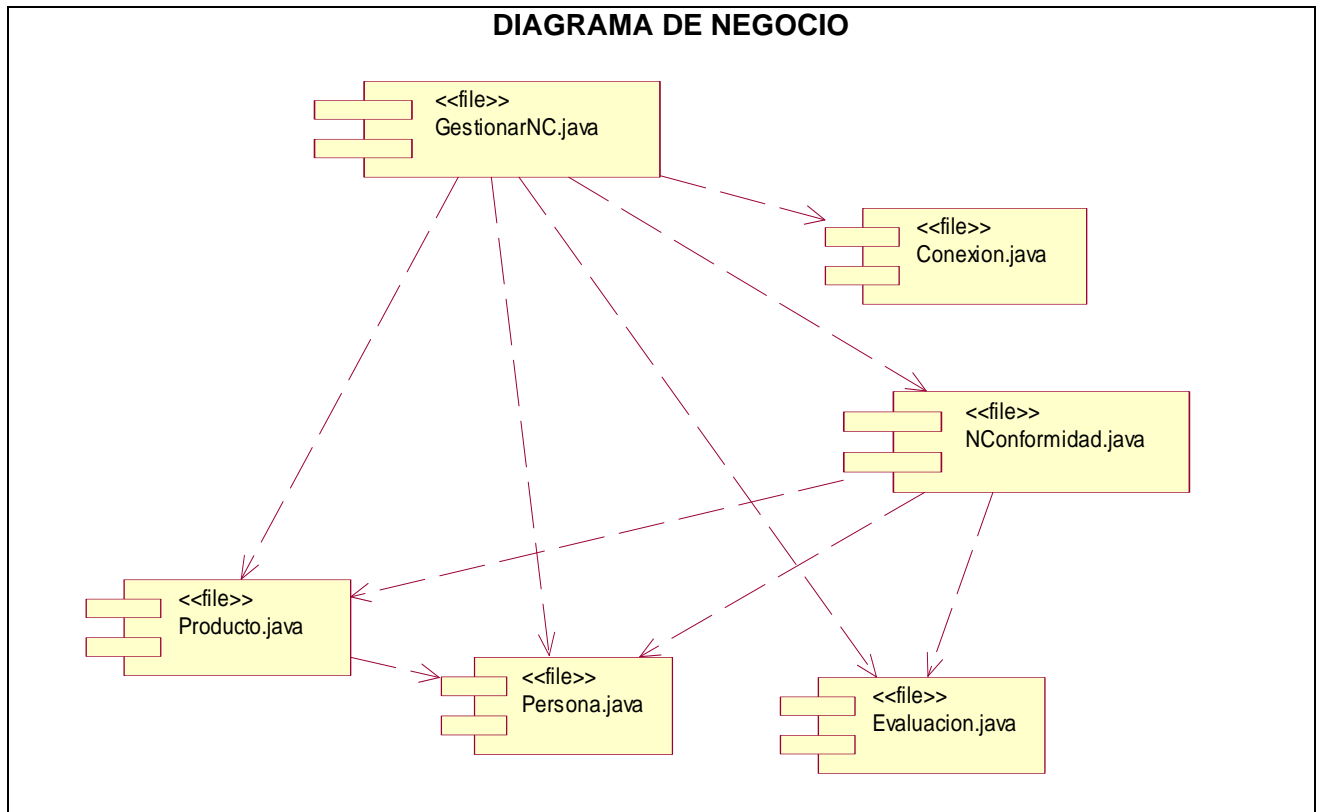 DIAGRAMA DE NEGOCIO
<<file>>
GestionarNC.java
<<file>>
Conexion.java
<<file>>
NConformidad.java
<<file>>
Producto.java
<<file>>
Persona.java
<<file>>
Evaluacion.java